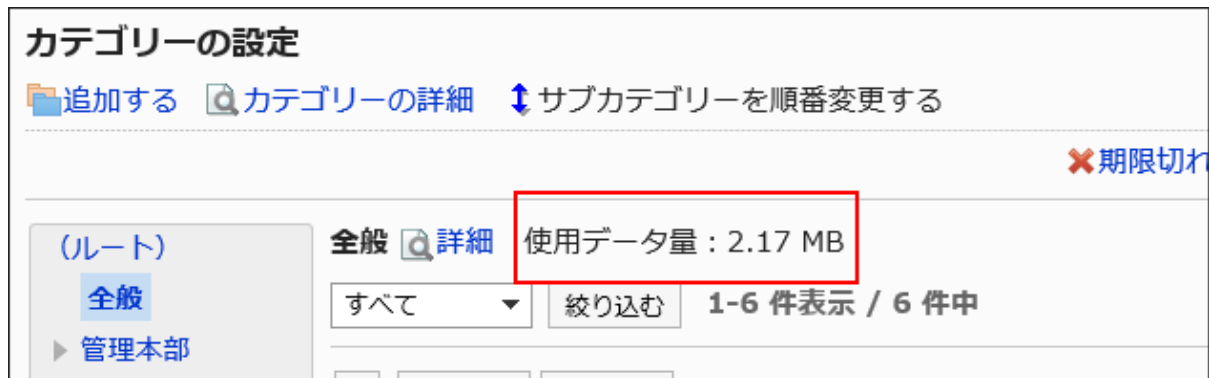 カテゴリーの設定
追加する カテゴリーの詳細 サブカテゴリーを順番変更する
期限切れ
(ルート)
全般
管理本部
全般 詳細 使用データ量 : 2.17 MB
すべて 絞り込む 1-6 件表示 / 6 件中